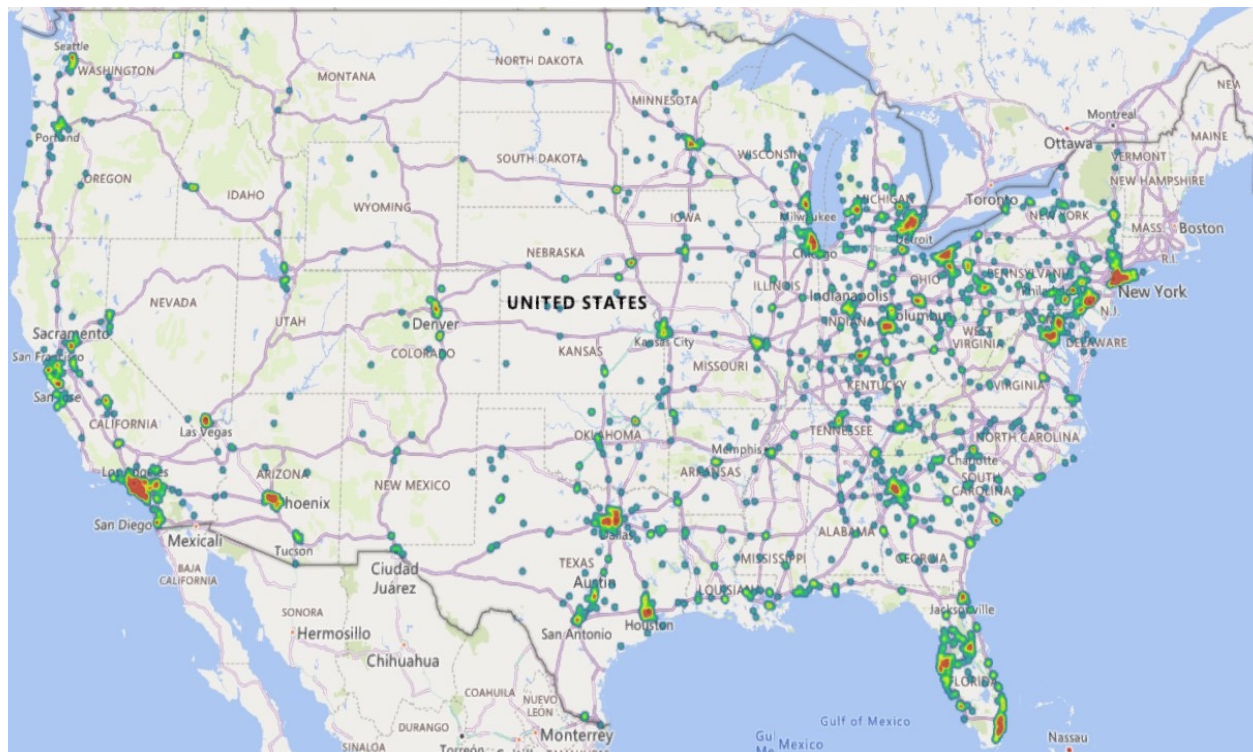 Seattle
WASHINGTON
MONTANA
NORTH DAKOTA
MINNESOTA
Montreal
Ottawa
MAINE
VERMONT
NEW HAMPSHIRE
Portland
OREGON
IDAHO
WYOMING
SOUTH DAKOTA
WISCONSIN
MICHIGAN
Toronto
NEW YORK
MASS.
Boston
R.I.
Milwaukee
IOWA
Detroit
Chicago
NEBRASKA
NEVADA
UTAH
UNITED STATES
ILLINOIS
Indianapolis
INDIANA
OHIO
Columbu
New York
N.J.
Sacramento
San Francisco
San Jose
Denver
COLORADO
KANSAS
Kansas City
MISSOURI
WEST
VIRGINIA
DELAWARE
KENTUCKY
VIRGINIA
CALIFORNIA
Las Vegas
OKLAHOMA
TENNESSEE
NORTH CAROLINA
Memphis
Charlotte
ARKANSAS
SOUTH
CAROLINA
Los Angeles
ARIZONA
NEW MEXICO
San Diego
Mexicali
Tucson
Dallas
ALABAMA
GEORGIA
MISSISSIPPI
BAJA
CALIFORNIA
Ciudad
Juárez
TEXAS
Austin
SONORA
Hermosillo
Chihuahua
San Antonio
Houston
Jacksonville
FLORIDA
COAHUILA
NUEVO
LEÓN
DURANGO
Monterrey
SINALOA
Torreón
Gulf of Mexico
Mexico
Nassau